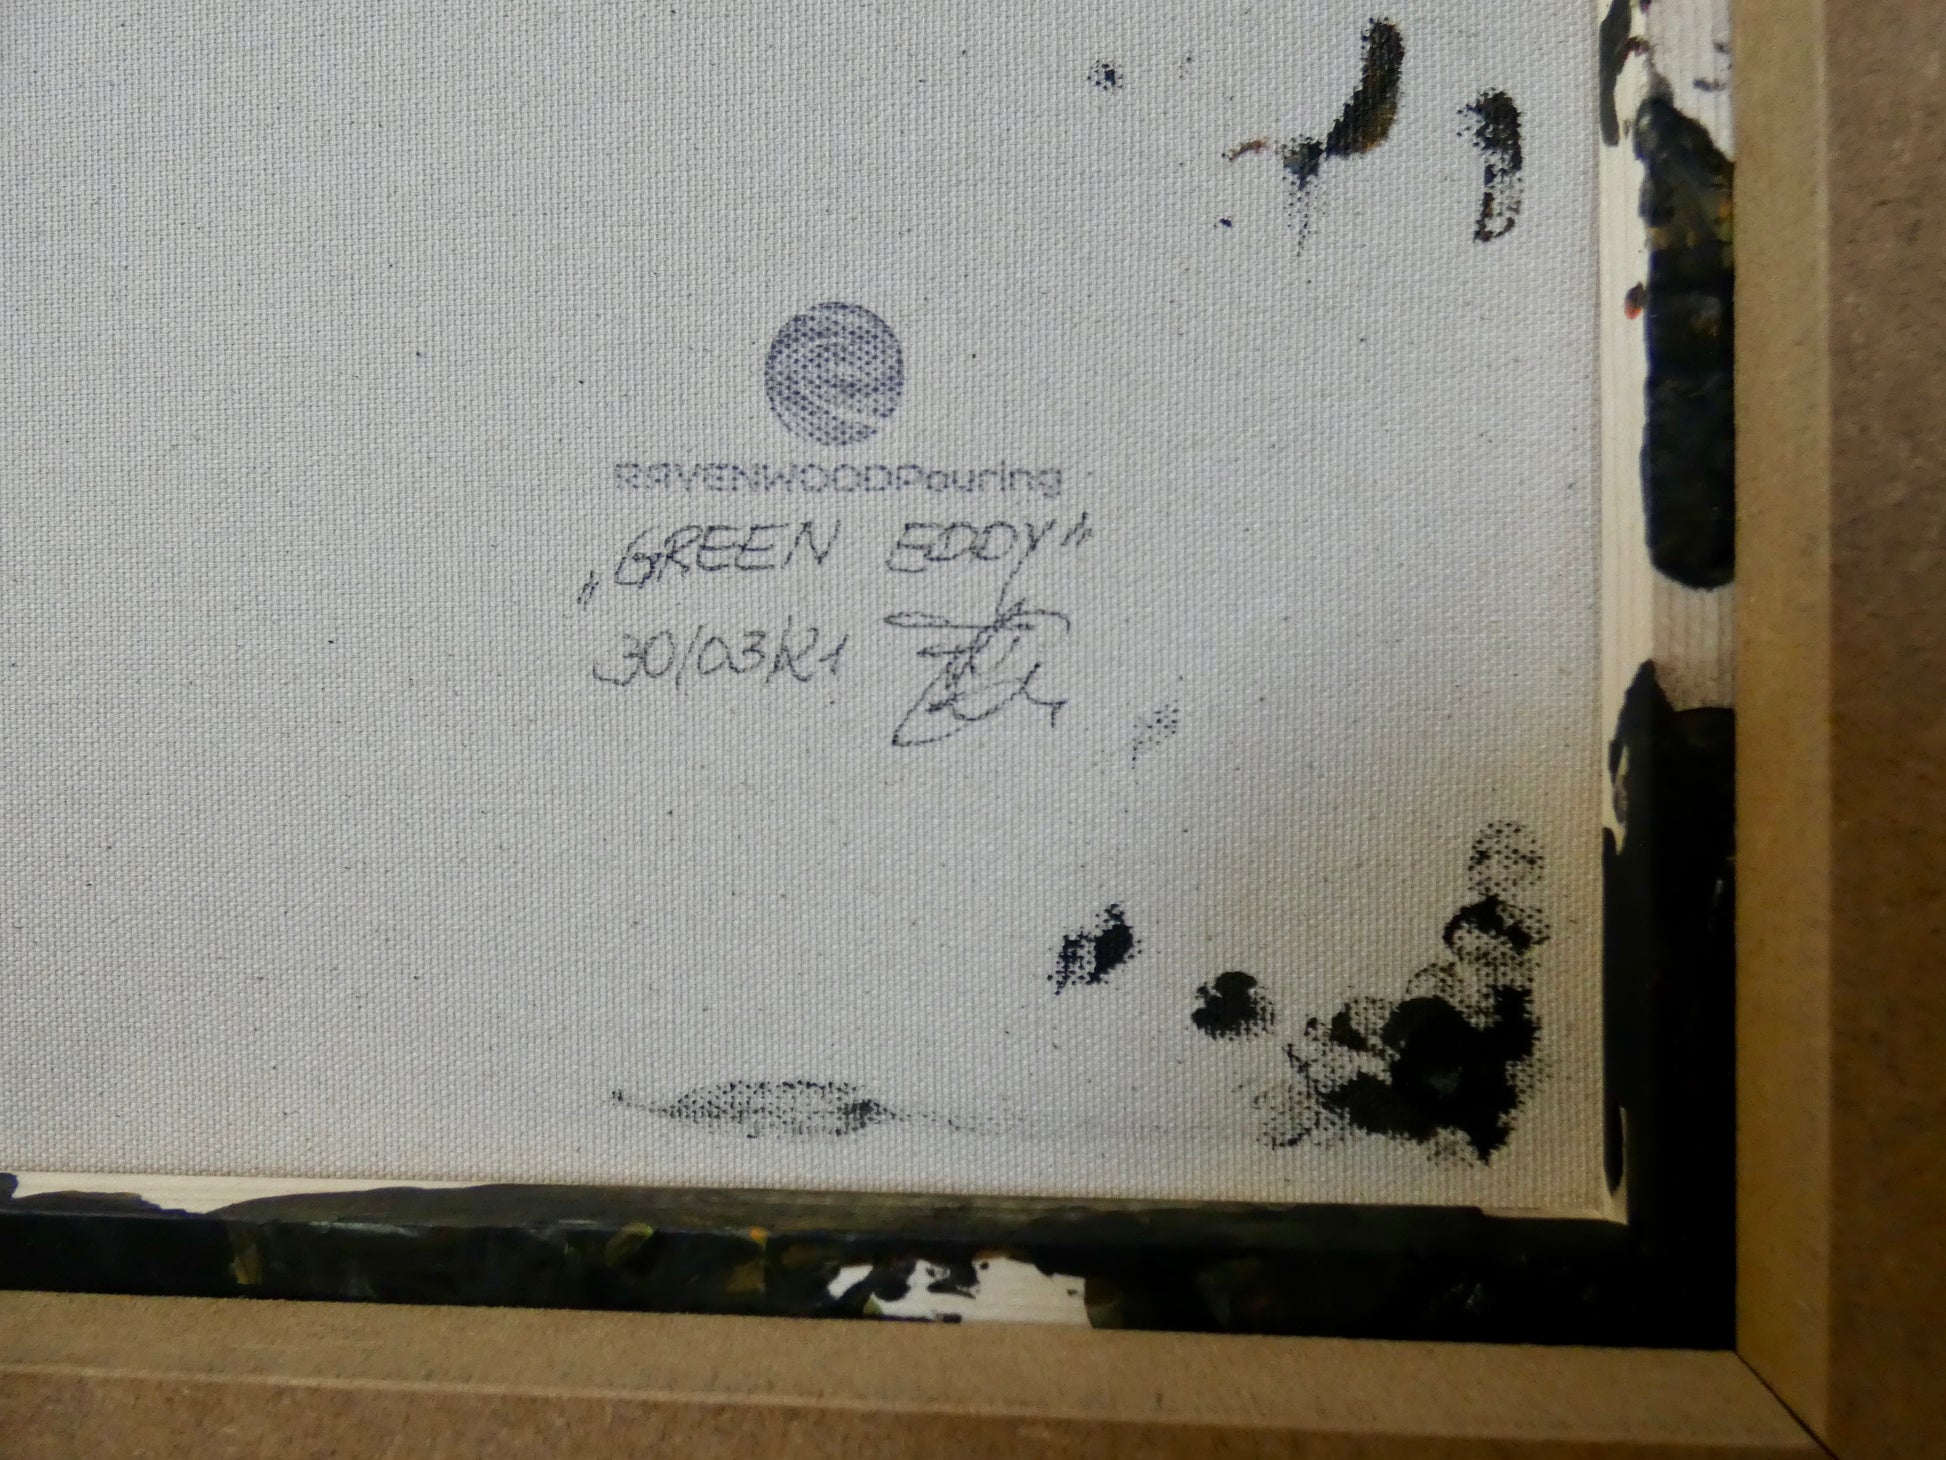 RAVENWOODPouring
„GREEN EDDY"
30/03/21